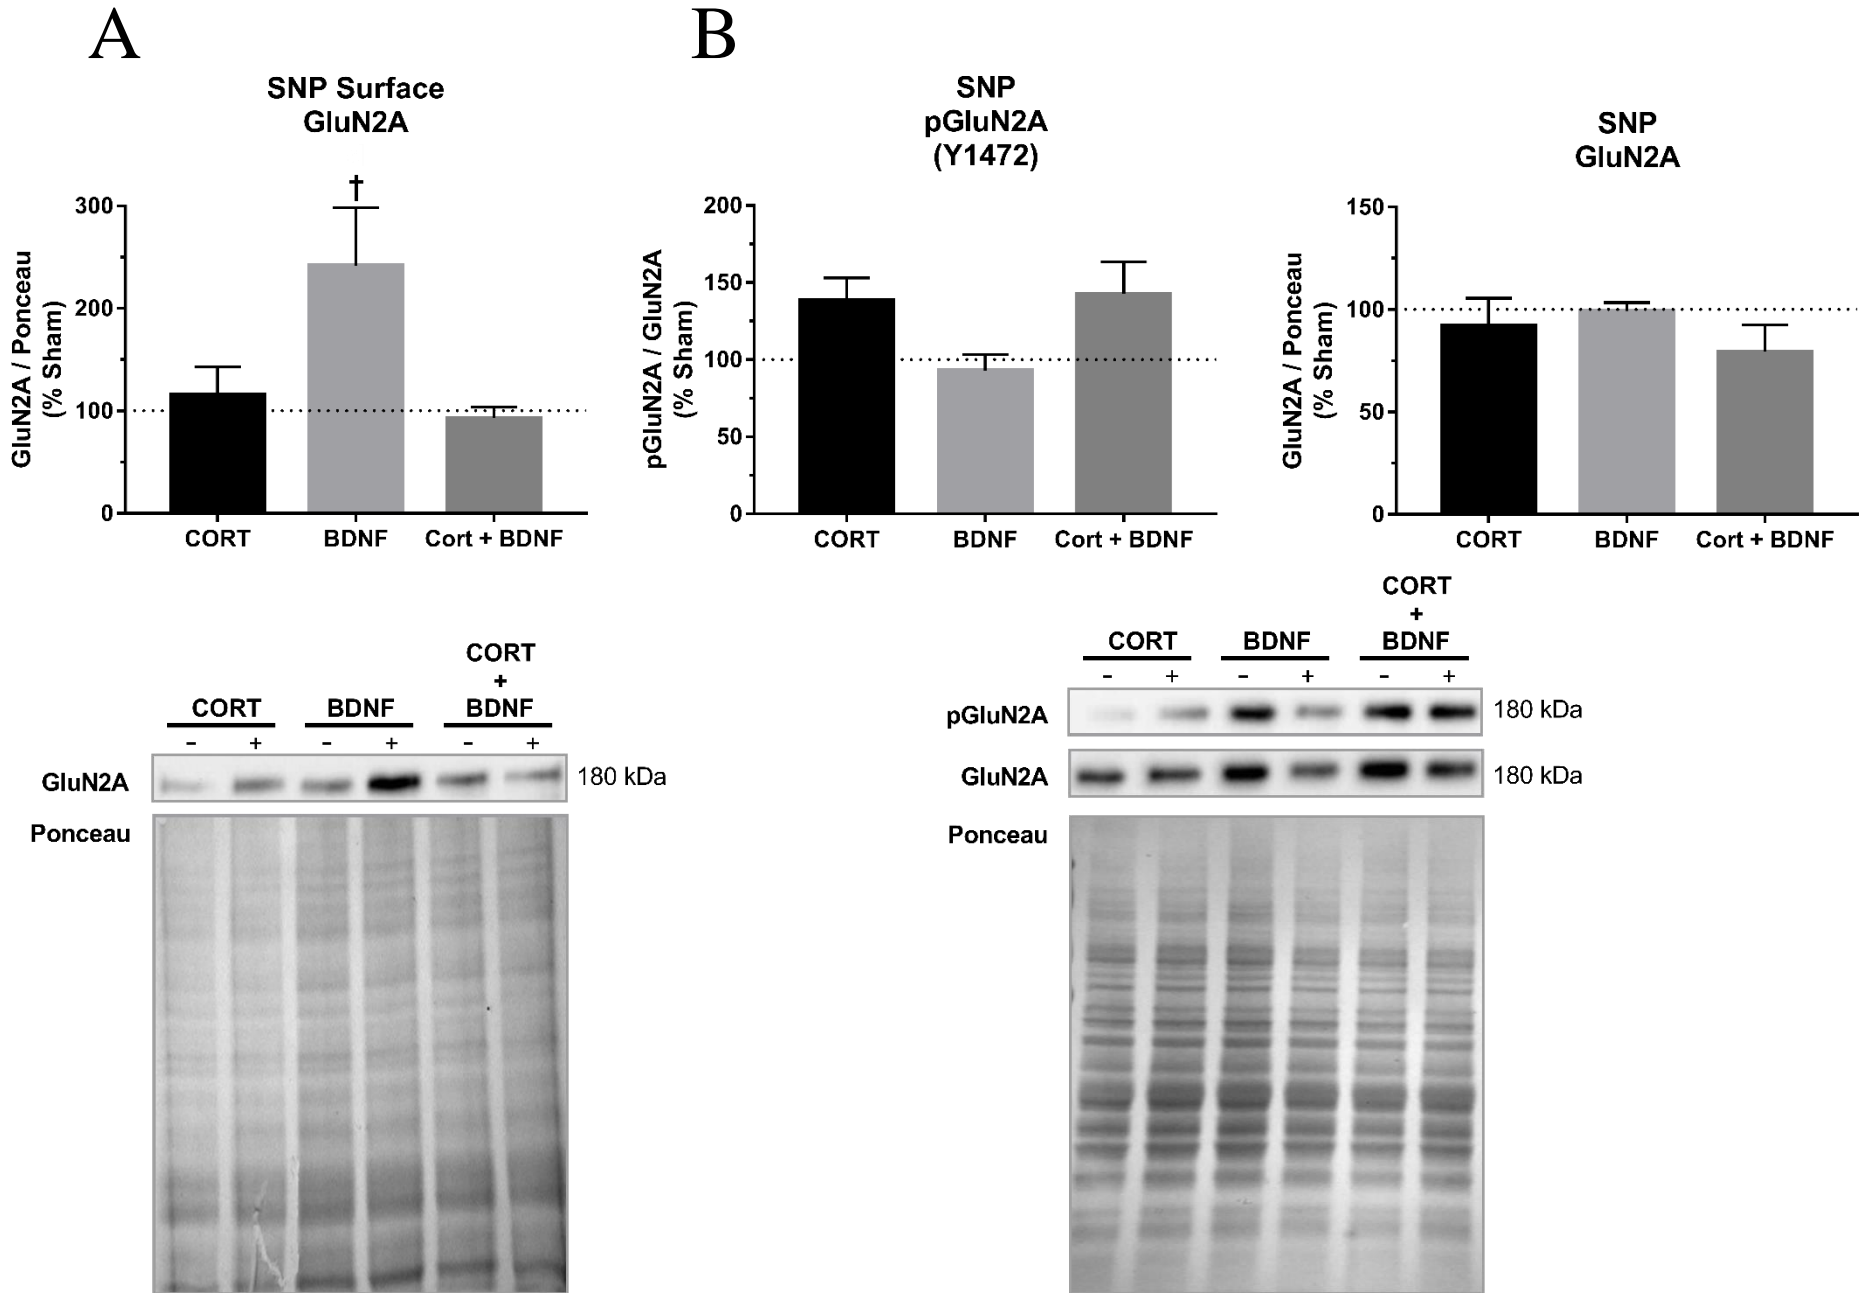 A
SNP Surface
GluN2A
†
GluN2A / Ponceau
(% Sham)
300
200
100
0
CORT
BDNF
Cort + BDNF
CORT
BDNF
CORT
+
BDNF
- + - + - +
GluN2A
180 kDa
Ponceau
B
SNP
pGluN2A
(Y1472)
pGluN2A / GluN2A
(% Sham)
200
150
100
50
0
CORT
BDNF
Cort + BDNF
SNP
GluN2A
GluN2A / Ponceau
(% Sham)
150
100
50
0
CORT
BDNF
Cort + BDNF
CORT
BDNF
CORT
+
BDNF
- + - + - +
pGluN2A
180 kDa
GluN2A
180 kDa
Ponceau